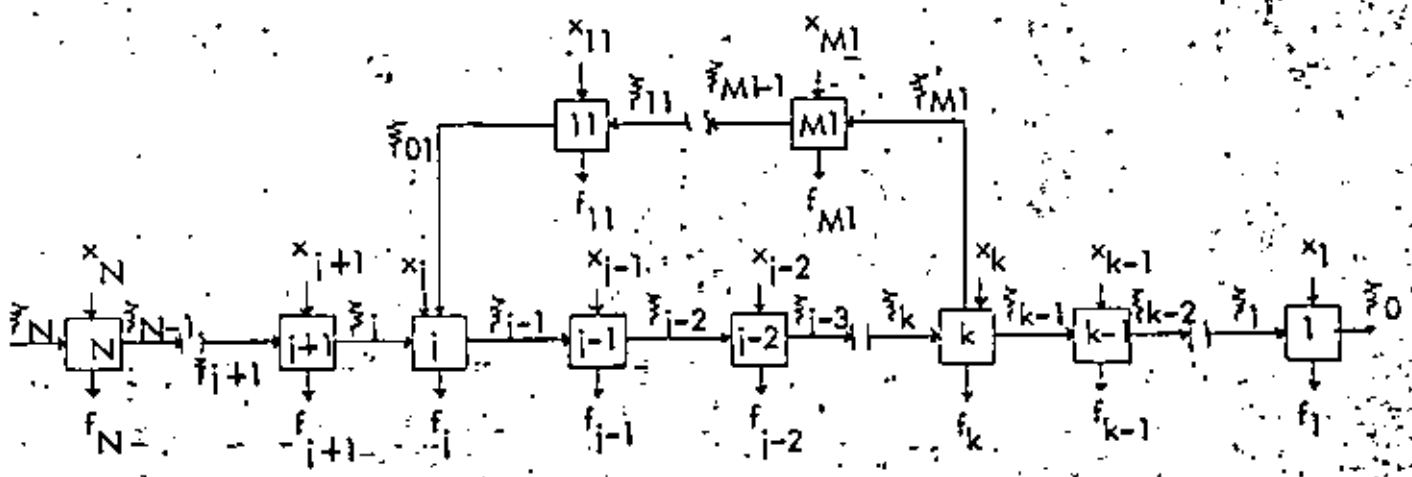 x11 xM1
ξ01 11 ξ11 ξM1-1 M1 ξM1
f11 fM1
xN xj+1 xj xj-1 xj-2 xk xk-1 x1
ξN N ξN-1 ξj+1 j+1 ξj j ξj-1 j-1 ξj-2 j-2 ξj-3 ξk k ξk-1 k-1 ξk-2 ξ1 1 ξ0
fN fj+1 fj fj-1 fj-2 fk fk-1 f1